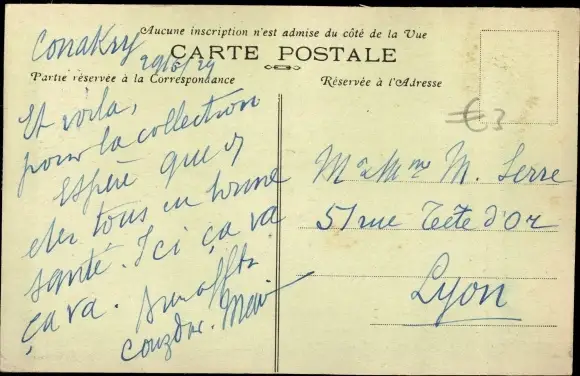 Aucune inscription n'est admise du côté de la Vue
CARTE POSTALE
Partie réservée à la Correspondance
Réservée à l'Adresse
Conakry
29/6/29
Et voilà,
pour la collection
Espère que
êtes tous en bonne
santé. Ici ça va
ça va.
€3
Mr & Mme M. Serre
51 rue Tête d'Or
Lyon